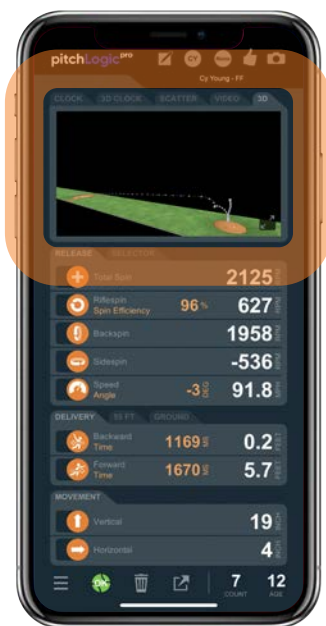 pitchLogic pro CY
Cy Young - FF
CLOCK 3D CLOCK SCATTER VIDEO 3D
RELEASE SELECTOR
Total Spin 2125 RPM
Riflespin 627 RPM
Spin Efficiency 96 %
Backspin 1958 RPM
Sidespin -536 RPM
Speed 91.8 MPH
Angle -3 DEG
DELIVERY 55 FT GROUND
Backward 0.2 FEET
Time 1169 MS
Forward 5.7 FEET
Time 1670 MS
MOVEMENT
Vertical 19 INCH
Horizontal 4 INCH
OK 7 12
COUNT AGE